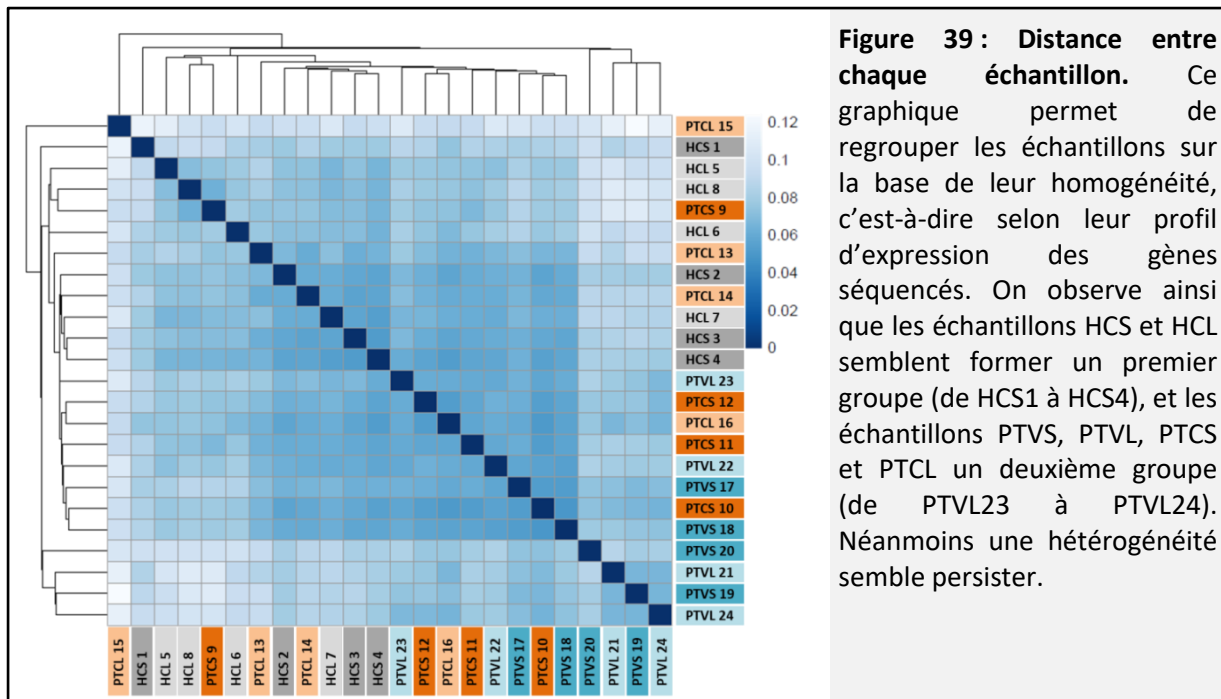 Figure 39 : Distance entre
chaque échantillon. Ce
graphique permet de
regrouper les échantillons sur
la base de leur homogénéité,
c'est-à-dire selon leur profil
d'expression des gènes
séquencés. On observe ainsi
que les échantillons HCS et HCL
semblent former un premier
groupe (de HCS1 à HCS4), et les
échantillons PTVS, PTVL, PTCS
et PTCL un deuxième groupe
(de PTVL23 à PTVL24).
Néanmoins une hétérogénéité
semble persister.
0.12
0.1
0.08
0.06
0.04
0.02
0
PTCL 15
HCS 1
HCL 5
HCL 8
PTCS 9
HCL 6
PTCL 13
HCS 2
PTCL 14
HCL 7
HCS 3
HCS 4
PTVL 23
PTCS 12
PTCL 16
PTCS 11
PTVL 22
PTVS 17
PTCS 10
PTVS 18
PTVS 20
PTVL 21
PTVS 19
PTVL 24
PTCL 15
HCS 1
HCL 5
HCL 8
PTCS 9
HCL 6
PTCL 13
HCS 2
PTCL 14
HCL 7
HCS 3
HCS 4
PTVL 23
PTCS 12
PTCL 16
PTCS 11
PTVL 22
PTVS 17
PTCS 10
PTVS 18
PTVS 20
PTVL 21
PTVS 19
PTVL 24